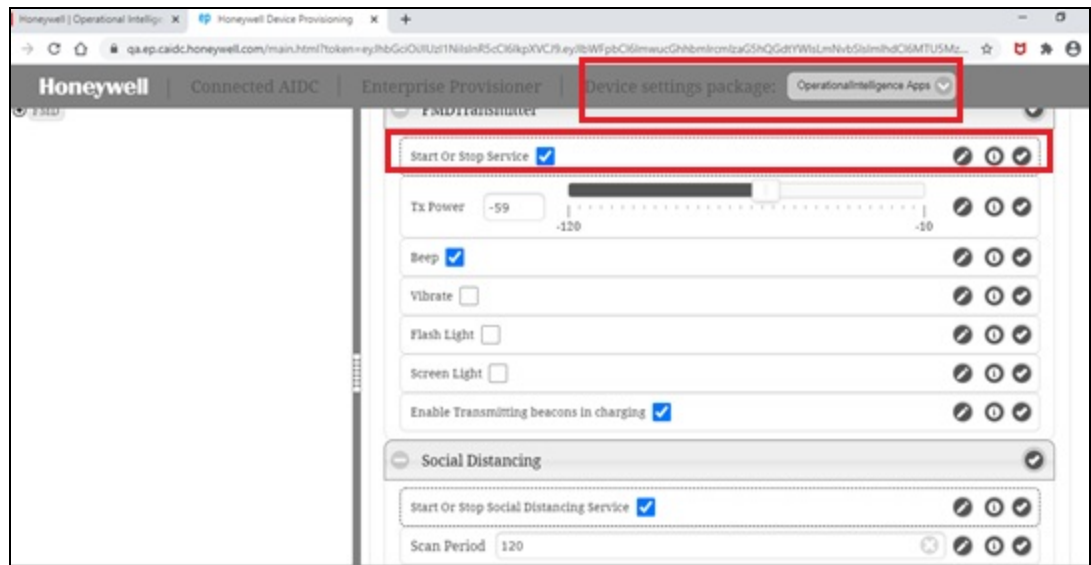 Honeywell | Operational Intellig
Honeywell Device Provisioning
Honeywell | Connected AIDC | Enterprise Provisioner | Device settings package: OperationalIntelligence Apps
FMD
FMDTransmitter
Start Or Stop Service
Tx Power -59
-120 -10
Beep
Vibrate
Flash Light
Screen Light
Enable Transmitting beacons in charging
Social Distancing
Start Or Stop Social Distancing Service
Scan Period 120